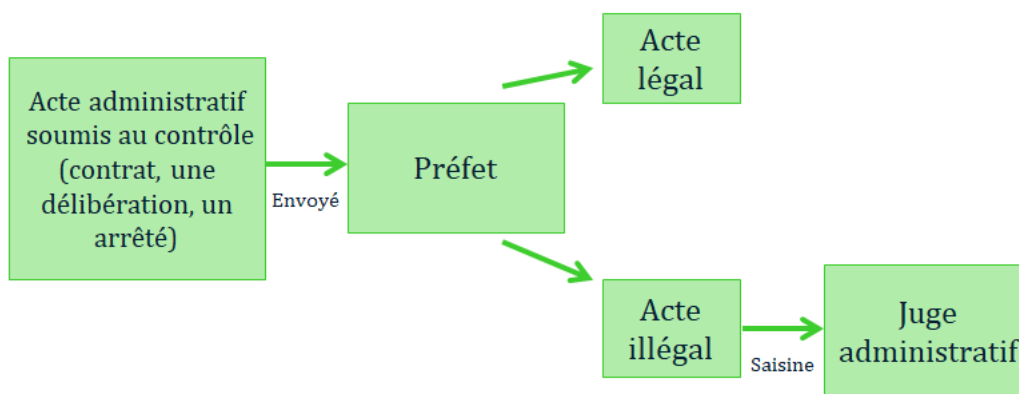 Acte administratif
soumis au contrôle
(contrat, une
délibération, un
arrêté)
Envoyé
Préfet
Acte
légal
Acte
illégal
Saisine
Juge
administratif